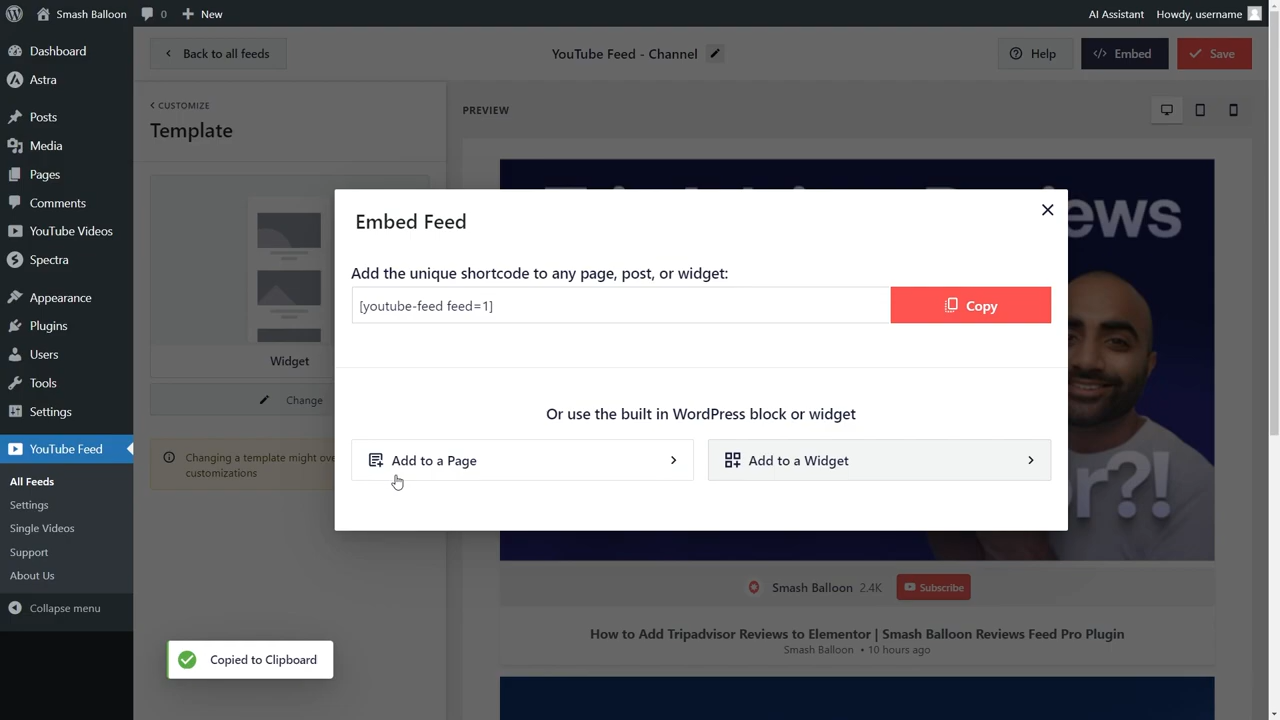 Smash Balloon
0
New
AI Assistant
Howdy, username
Dashboard
Astra
Posts
Media
Pages
Comments
YouTube Videos
Spectra
Appearance
Plugins
Users
Tools
Settings
YouTube Feed
All Feeds
Settings
Single Videos
Support
About Us
Collapse menu
Back to all feeds
YouTube Feed - Channel
Help
Embed
Save
CUSTOMIZE
Template
Widget
Change
Changing a template might
customizations
PREVIEW
Embed Feed
Add the unique shortcode to any page, post, or widget:
[youtube-feed feed=1]
Copy
Or use the built in WordPress block or widget
Add to a Page
Add to a Widget
Smash Balloon 2.4K
Subscribe
How to Add Tripadvisor Reviews to Elementor | Smash Balloon Reviews Feed Pro Plugin
Smash Balloon • 10 hours ago
Copied to Clipboard